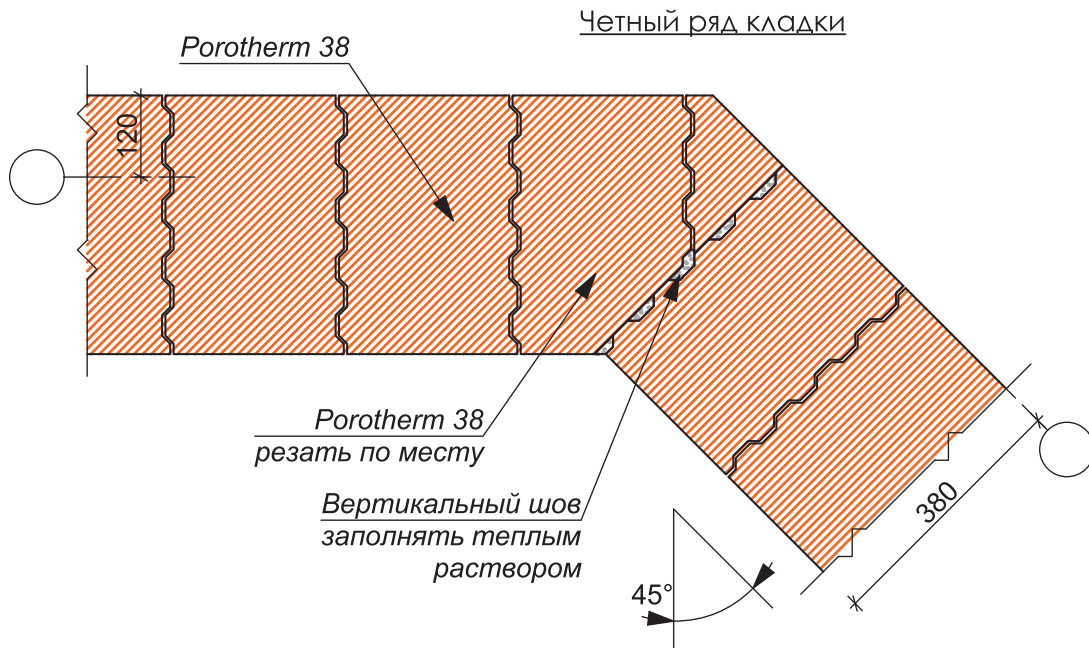 Четный ряд кладки
Porotherm 38
120
Porotherm 38
резать по месту
Вертикальный шов
заполнять теплым
раствором
45°
380